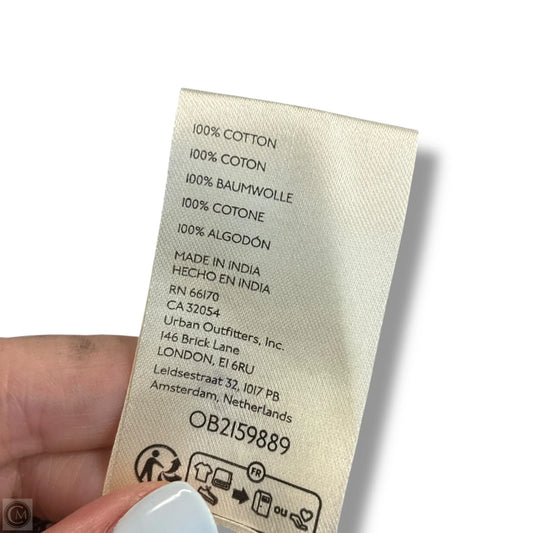 100% COTTON
100% COTON
100% BAUMWOLLE
100% COTONE
100% ALGODÓN
MADE IN INDIA
HECHO EN INDIA
RN 66170
CA 32054
Urban Outfitters, Inc.
146 Brick Lane
LONDON, E1 6RU
Leidsestraat 32, 1017 PB
Amsterdam, Netherlands
OB2159889
FR
OU
CM